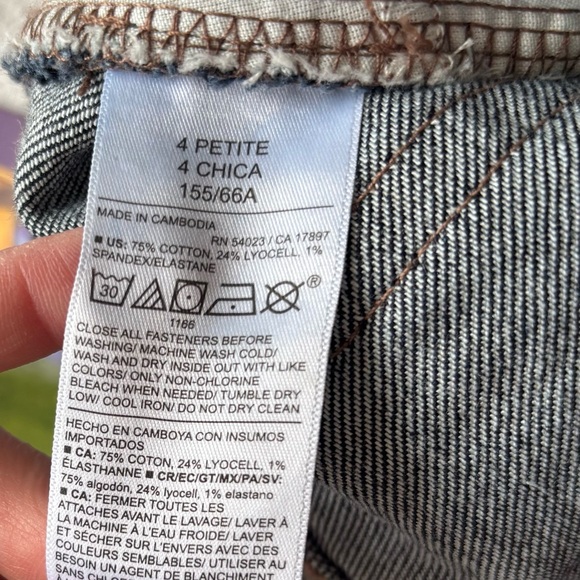 4 PETITE
4 CHICA
155/66A
MADE IN CAMBODIA
RN 54023 / CA 17897
■ US: 75% COTTON, 24% LYOCELL, 1%
SPANDEX/ELASTANE
30 ®
1166
CLOSE ALL FASTENERS BEFORE
WASHING/ MACHINE WASH COLD/
WASH AND DRY INSIDE OUT WITH LIKE
COLORS/ ONLY NON-CHLORINE
BLEACH WHEN NEEDED/ TUMBLE DRY
LOW/ COOL IRON/ DO NOT DRY CLEAN
HECHO EN CAMBOYA CON INSUMOS
IMPORTADOS
■ CA: 75% COTON, 24% LYOCELL, 1%
ÉLASTHANNE ■ CR/EC/GT/MX/PA/SV:
75% algodón, 24% lyocell, 1% elastano
■ CA: FERMER TOUTES LES
ATTACHES AVANT LE LAVAGE/ LAVER À
LA MACHINE À L'EAU FROIDE/ LAVER
ET SÉCHER SUR L'ENVERS AVEC DES
COULEURS SEMBLABLES/ UTILISER AU
BESOIN UN AGENT DE BLANCHIMENT
SANS